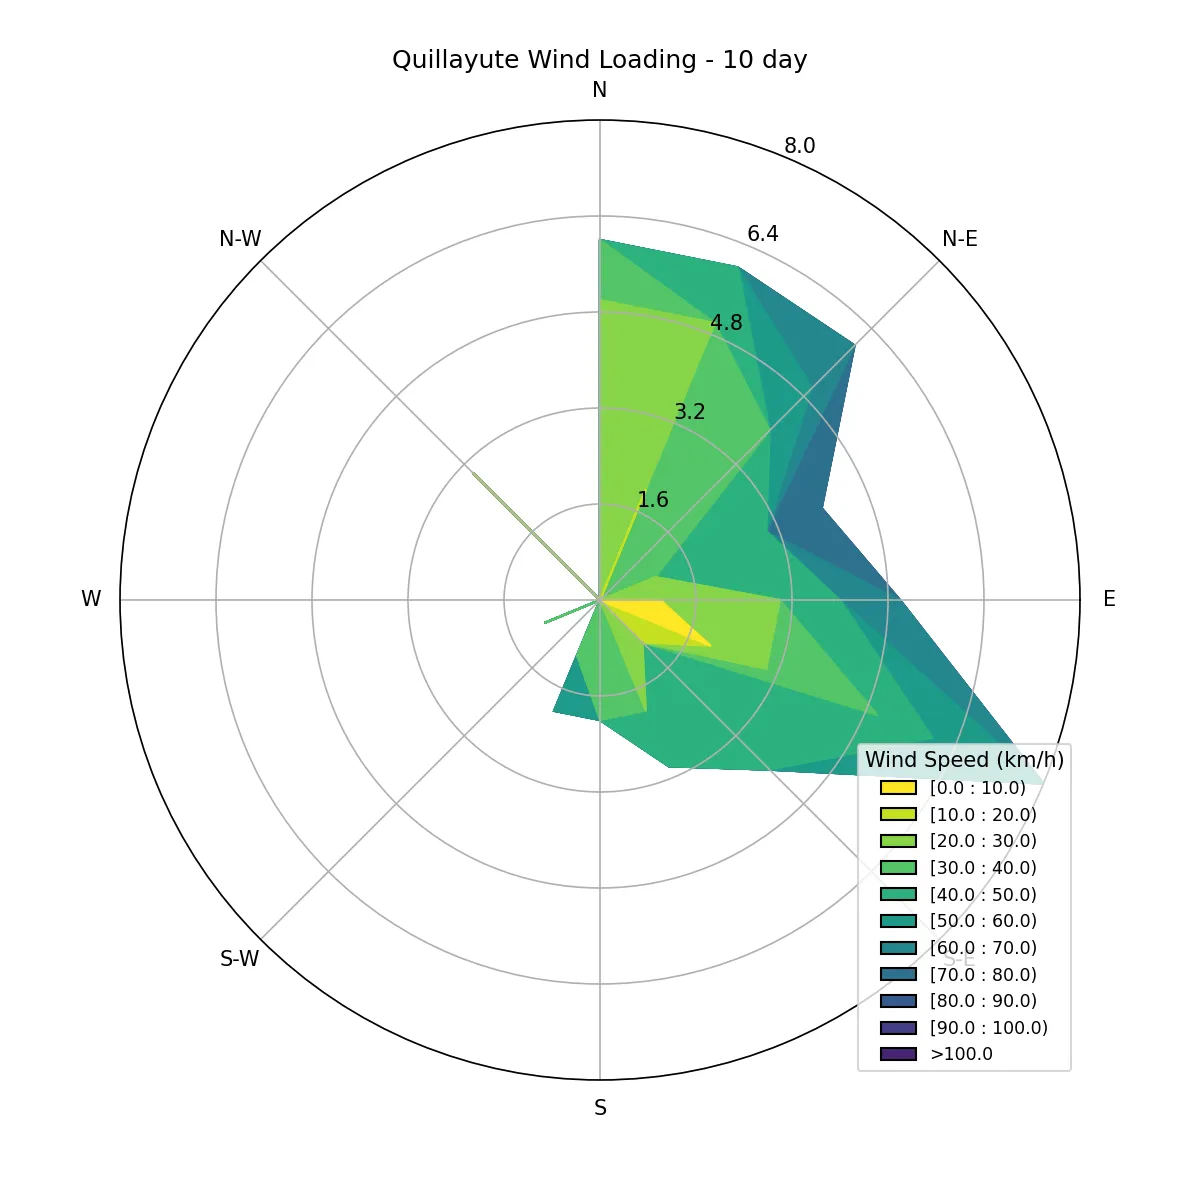 Quillayute Wind Loading - 10 day
N
8.0
N-W
6.4
N-E
4.8
3.2
1.6
W
E
S-W
S-E
S
Wind Speed (km/h)
[0.0 : 10.0)
[10.0 : 20.0)
[20.0 : 30.0)
[30.0 : 40.0)
[40.0 : 50.0)
[50.0 : 60.0)
[60.0 : 70.0)
[70.0 : 80.0)
[80.0 : 90.0)
[90.0 : 100.0)
>100.0